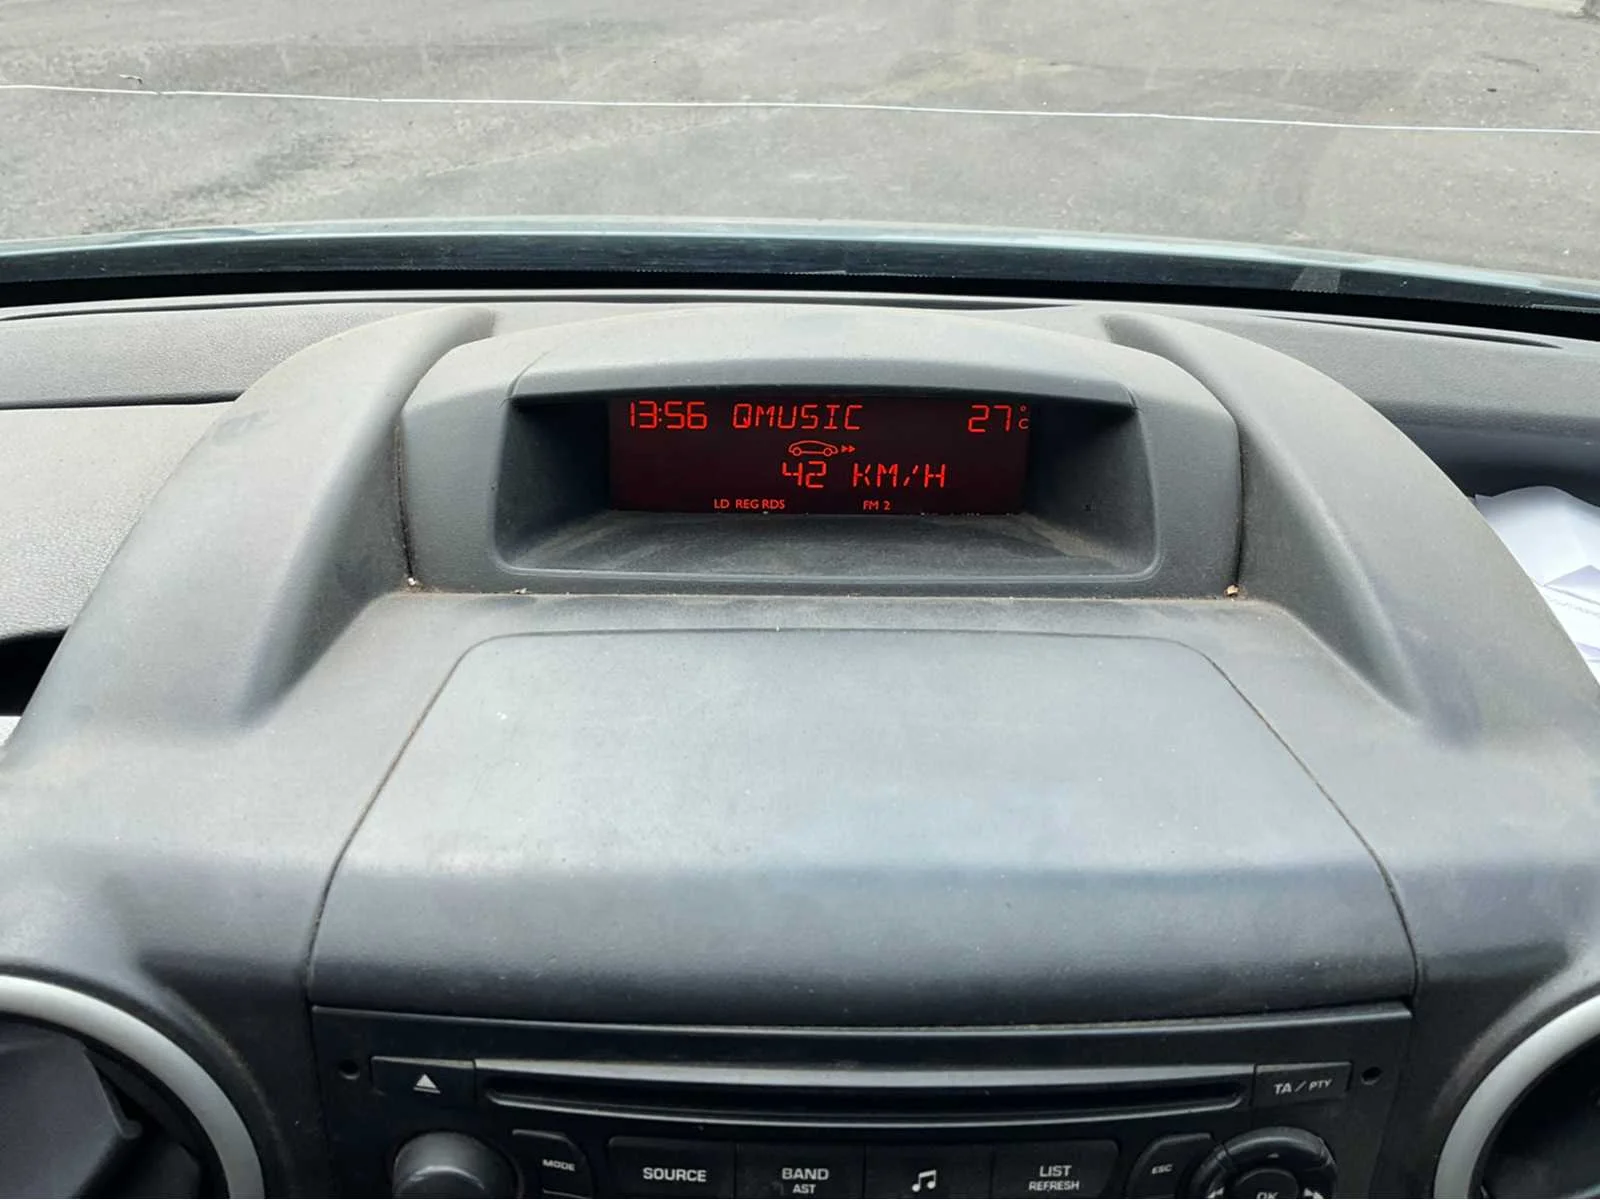 13:56 QMUSIC 27°C
42 KM/H
LD REG RDS FM 2
TA / PTY
MODE SOURCE BAND LIST ESC
AST REFRESH OK